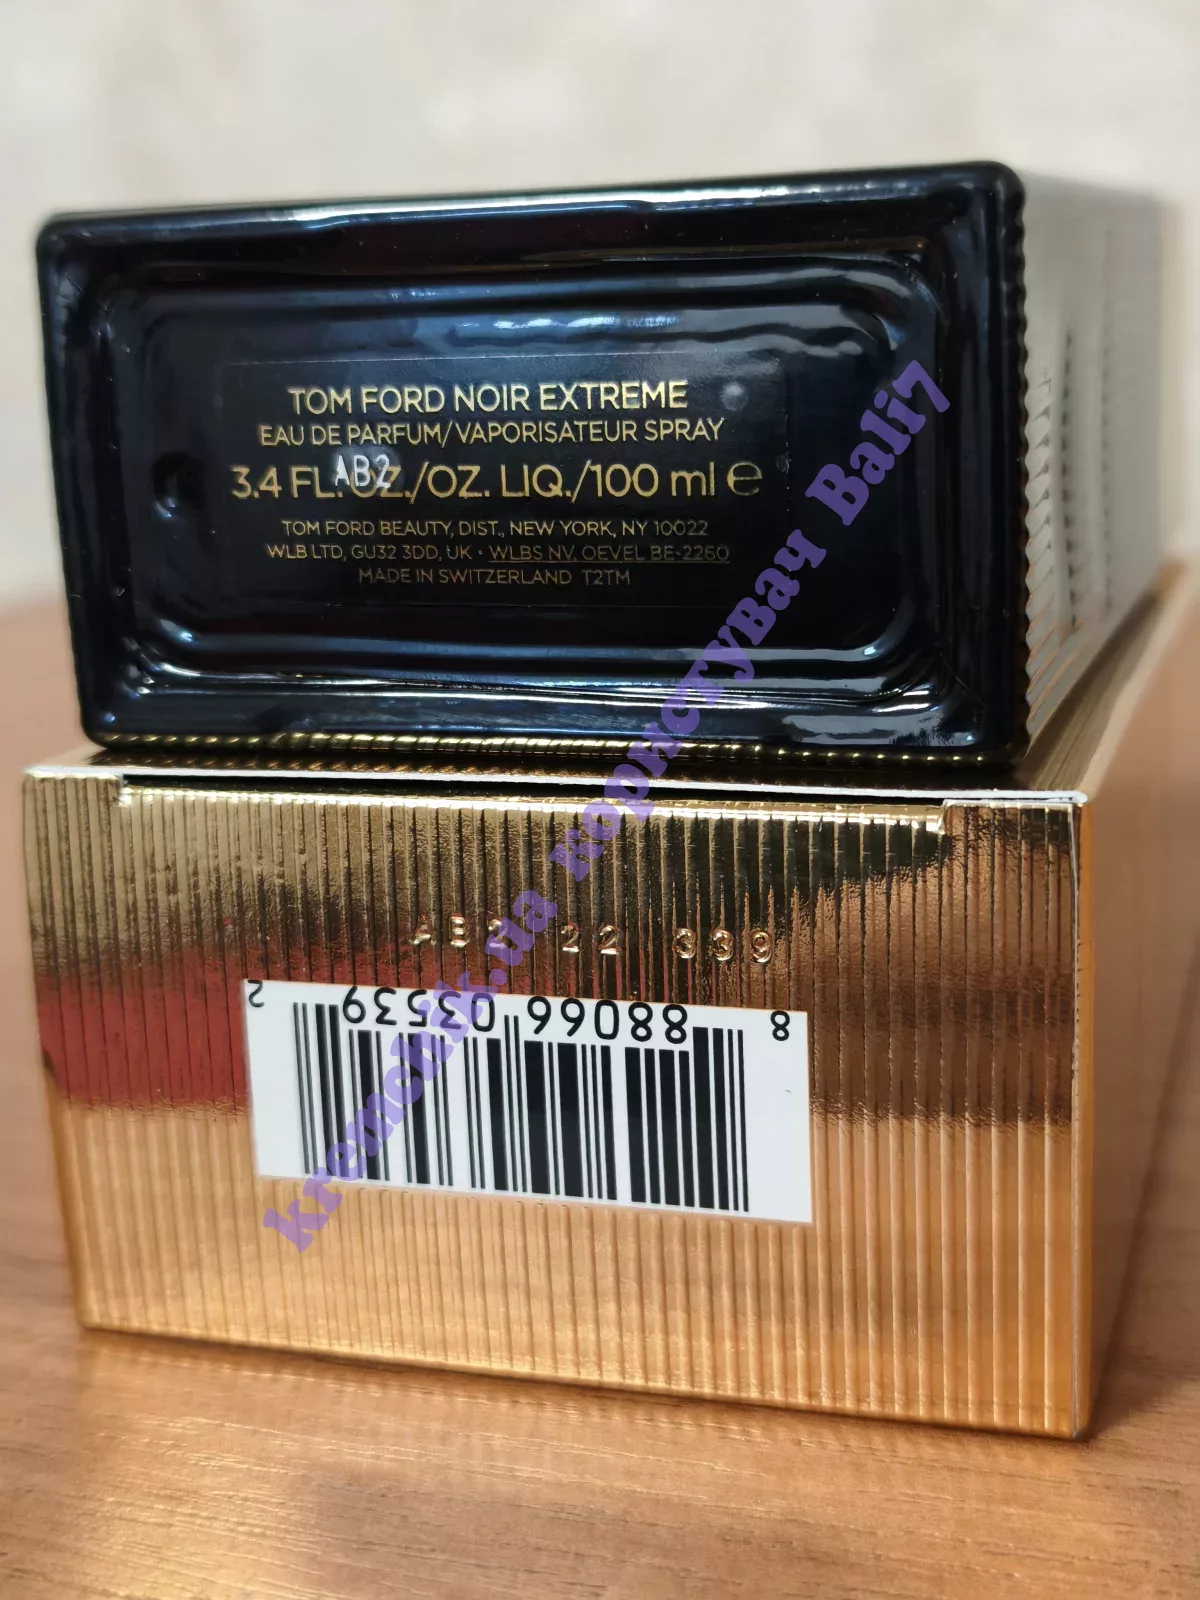 TOM FORD NOIR EXTREME
EAU DE PARFUM/VAPORISATEUR SPRAY
3.4 FL.OZ./OZ. LIQ./100 ml e
AB2
TOM FORD BEAUTY, DIST., NEW YORK, NY 10022
WLB LTD, GU32 3DD, UK • WLBS NV, OEVEL BE-2260
MADE IN SWITZERLAND T2TM
AB2 22 339
8 88066 03539 2
kremchik.ua користувач Bali7